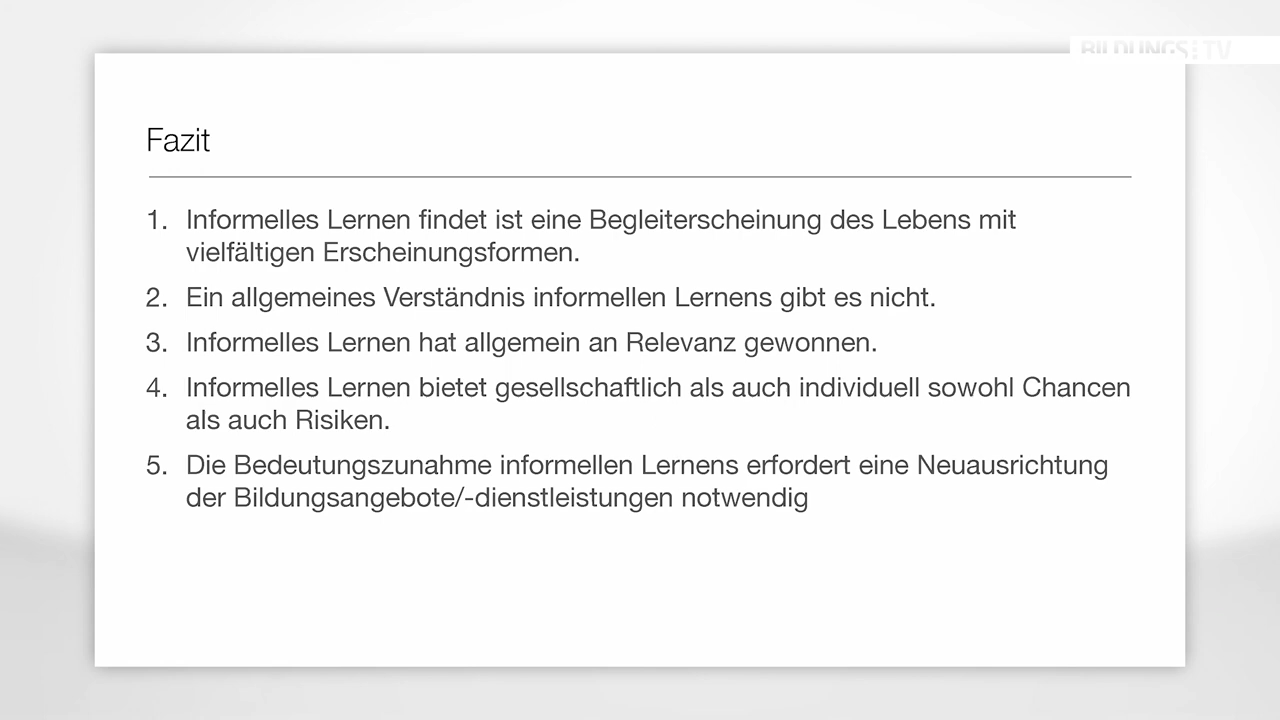 BILDUNGS:TV
Fazit
1. Informelles Lernen findet ist eine Begleiterscheinung des Lebens mit
vielfältigen Erscheinungsformen.
2. Ein allgemeines Verständnis informellen Lernens gibt es nicht.
3. Informelles Lernen hat allgemein an Relevanz gewonnen.
4. Informelles Lernen bietet gesellschaftlich als auch individuell sowohl Chancen
als auch Risiken.
5. Die Bedeutungszunahme informellen Lernens erfordert eine Neuausrichtung
der Bildungsangebote/-dienstleistungen notwendig